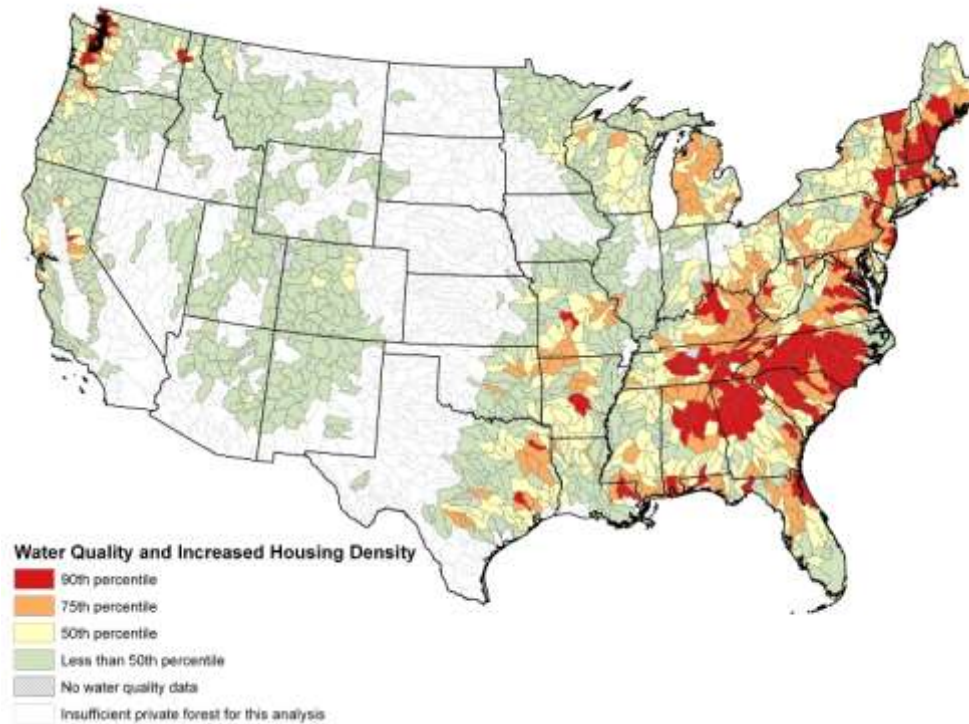 Water Quality and Increased Housing Density
90th percentile
75th percentile
50th percentile
Less than 50th percentile
No water quality data
Insufficient private forest for this analysis